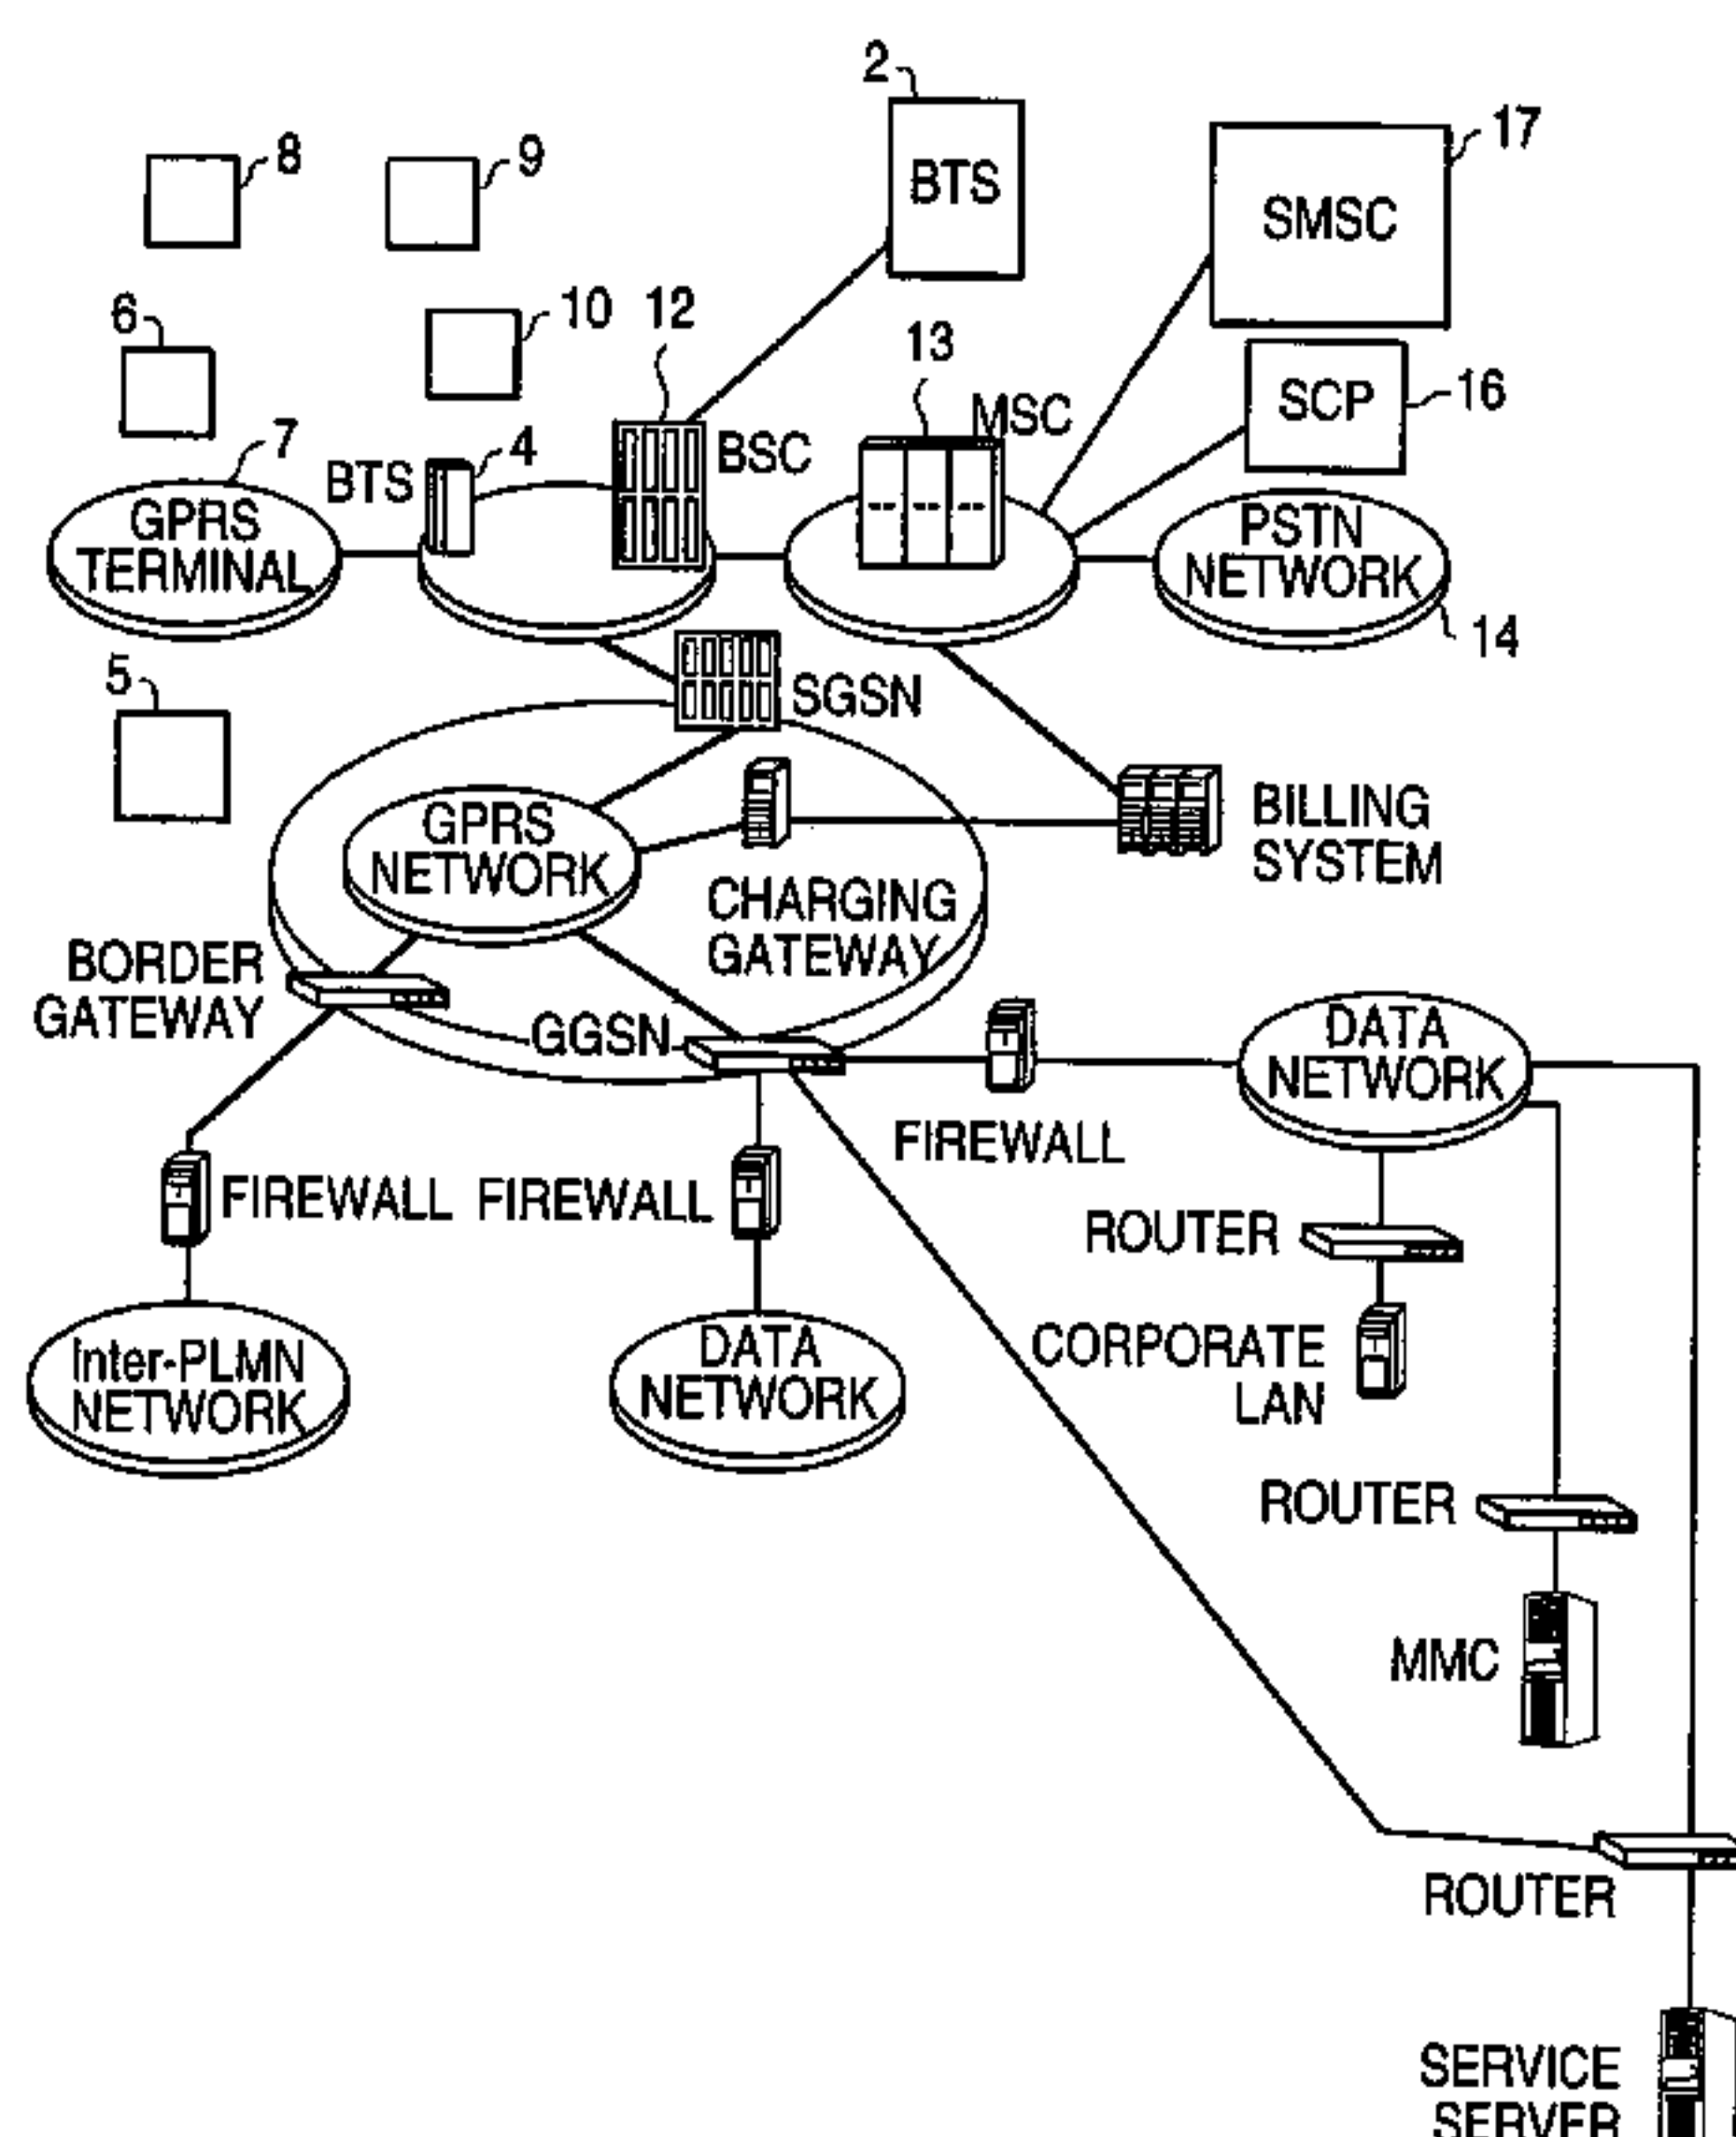 2
17
8
9
BTS
SMSC
6
10
12
13
MSC
SCP
16
7
4
BTS
BSC
GPRS
TERMINAL
PSTN
NETWORK
14
5
SGSN
GPRS
NETWORK
BILLING
SYSTEM
CHARGING
GATEWAY
BORDER
GATEWAY
GGSN
DATA
NETWORK
FIREWALL
FIREWALL
FIREWALL
ROUTER
Inter-PLMN
NETWORK
DATA
NETWORK
CORPORATE
LAN
ROUTER
MMC
ROUTER
SERVICE
SERVER